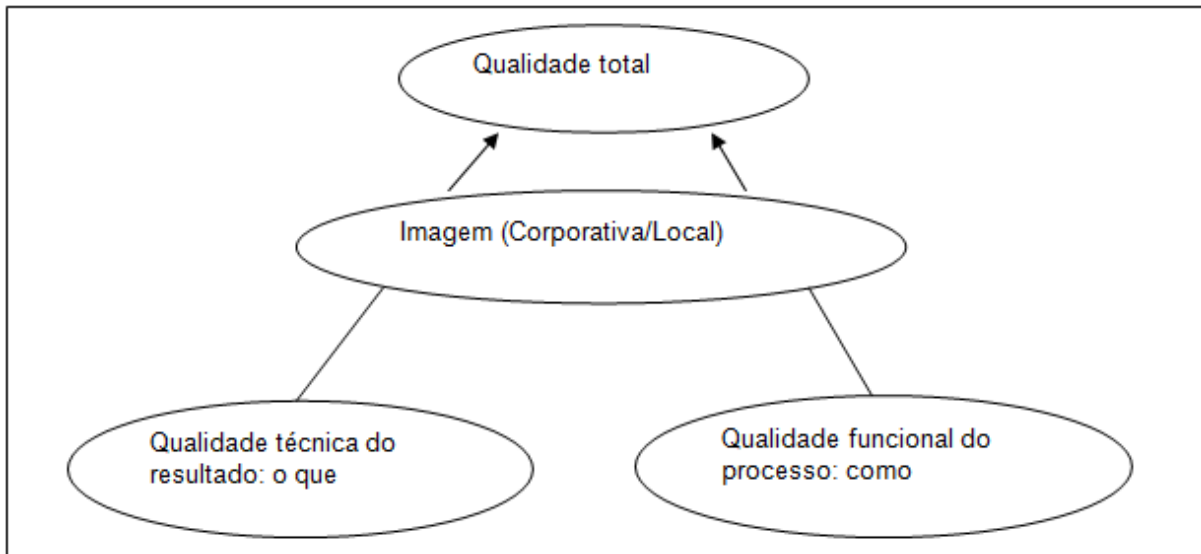 Qualidade total
Imagem (Corporativa/Local)
Qualidade técnica do
resultado: o que
Qualidade funcional do
processo: como